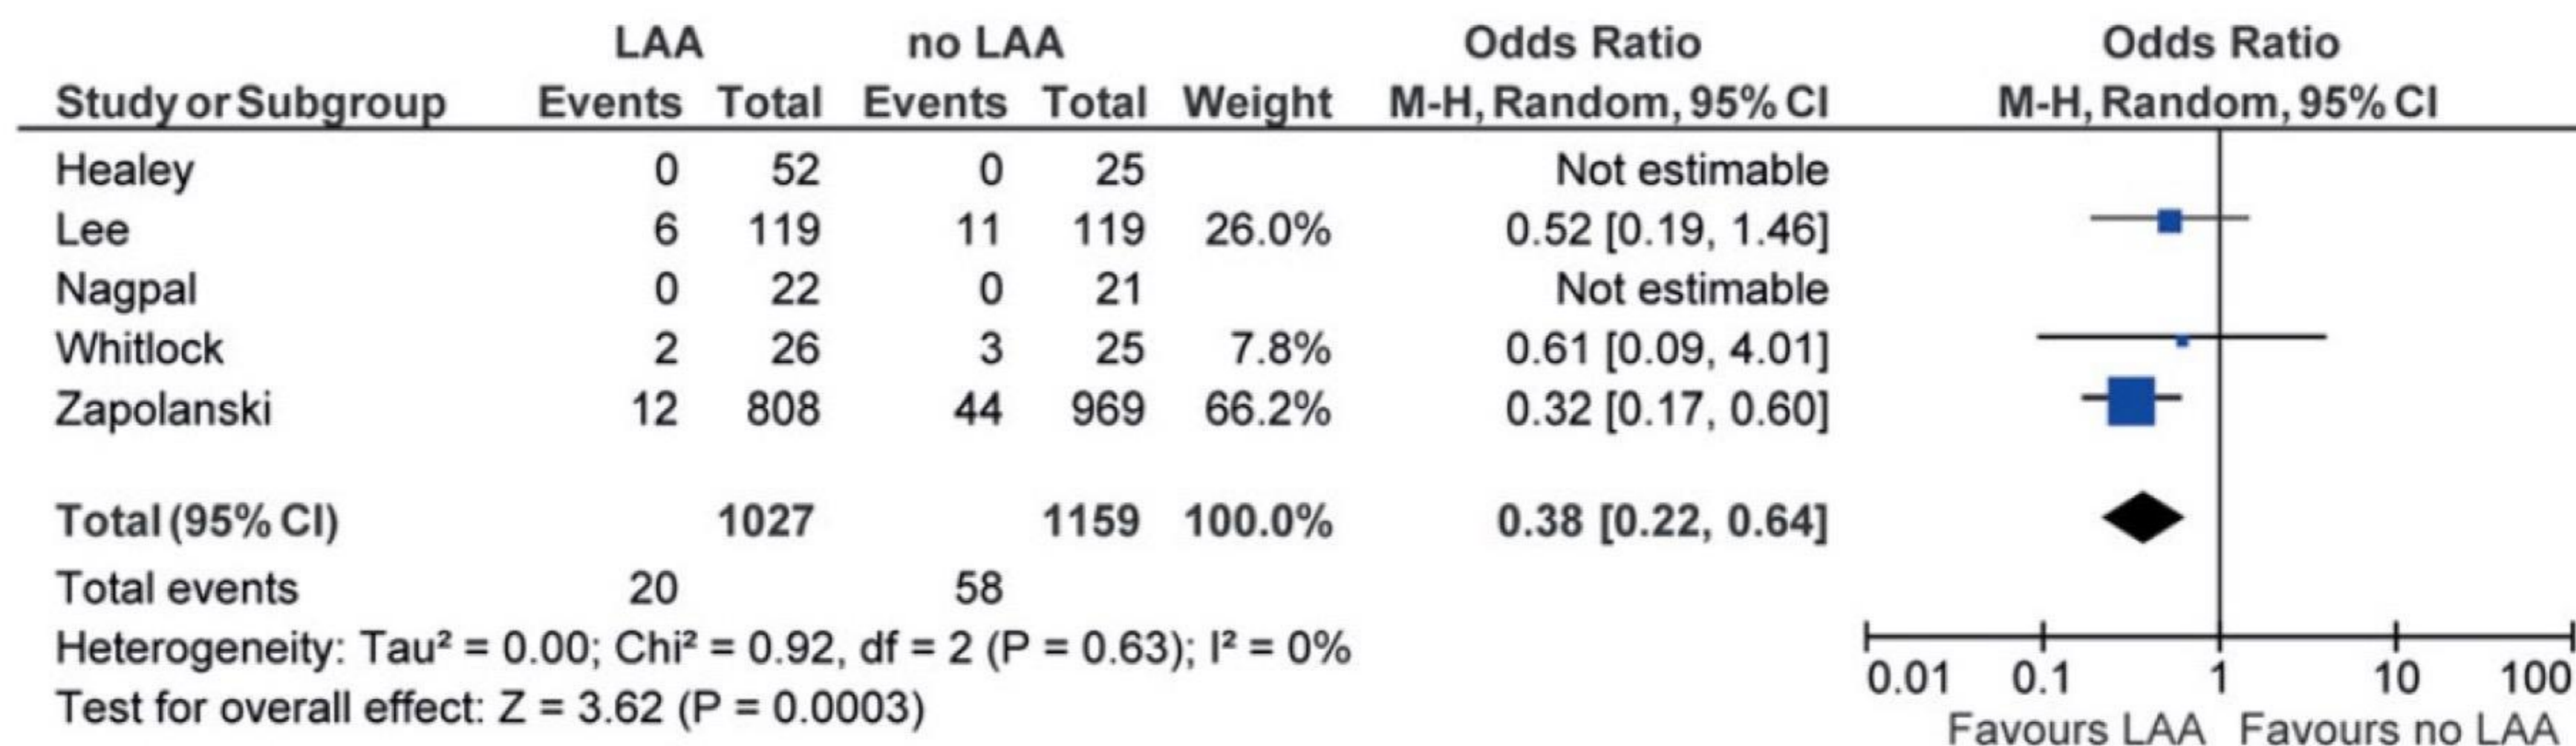 LAA no LAA Odds Ratio Odds Ratio
Study or Subgroup Events Total Events Total Weight M-H, Random, 95% CI M-H, Random, 95% CI
Healey 0 52 0 25 Not estimable
Lee 6 119 11 119 26.0% 0.52 [0.19, 1.46]
Nagpal 0 22 0 21 Not estimable
Whitlock 2 26 3 25 7.8% 0.61 [0.09, 4.01]
Zapolanski 12 808 44 969 66.2% 0.32 [0.17, 0.60]
Total (95% CI) 1027 1159 100.0% 0.38 [0.22, 0.64]
Total events 20 58
Heterogeneity: Tau² = 0.00; Chi² = 0.92, df = 2 (P = 0.63); I² = 0%
Test for overall effect: Z = 3.62 (P = 0.0003)
0.01 0.1 1 10 100
Favours LAA Favours no LAA